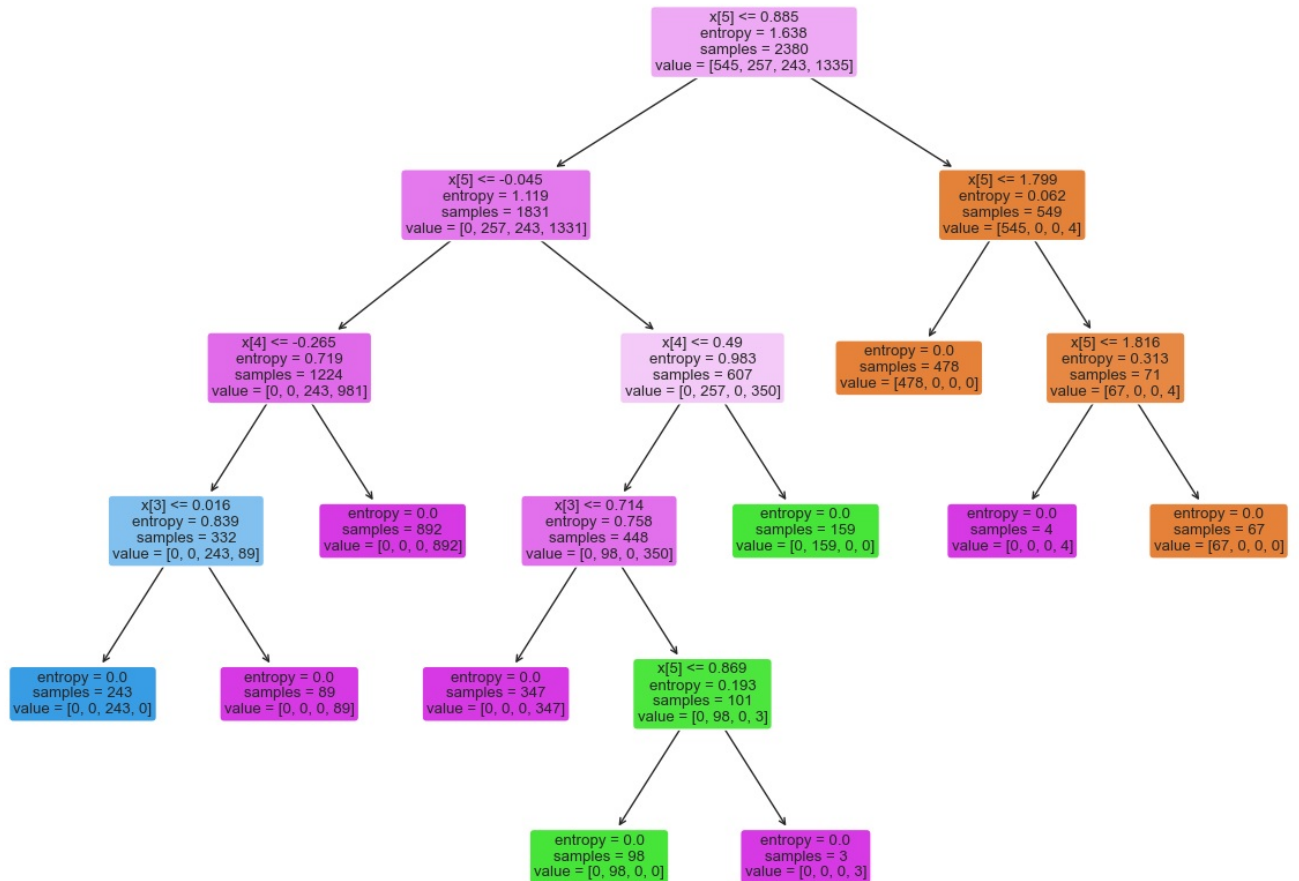 x[5] <= 0.885
entropy = 1.638
samples = 2380
value = [545, 257, 243, 1335]
x[5] <= -0.045
entropy = 1.119
samples = 1831
value = [0, 257, 243, 1331]
x[5] <= 1.799
entropy = 0.062
samples = 549
value = [545, 0, 0, 4]
x[4] <= -0.265
entropy = 0.719
samples = 1224
value = [0, 0, 243, 981]
x[4] <= 0.49
entropy = 0.983
samples = 607
value = [0, 257, 0, 350]
entropy = 0.0
samples = 478
value = [478, 0, 0, 0]
x[5] <= 1.816
entropy = 0.313
samples = 71
value = [67, 0, 0, 4]
x[3] <= 0.016
entropy = 0.839
samples = 332
value = [0, 0, 243, 89]
entropy = 0.0
samples = 892
value = [0, 0, 0, 892]
x[3] <= 0.714
entropy = 0.758
samples = 448
value = [0, 98, 0, 350]
entropy = 0.0
samples = 159
value = [0, 159, 0, 0]
entropy = 0.0
samples = 4
value = [0, 0, 0, 4]
entropy = 0.0
samples = 67
value = [67, 0, 0, 0]
entropy = 0.0
samples = 243
value = [0, 0, 243, 0]
entropy = 0.0
samples = 89
value = [0, 0, 0, 89]
entropy = 0.0
samples = 347
value = [0, 0, 0, 347]
x[5] <= 0.869
entropy = 0.193
samples = 101
value = [0, 98, 0, 3]
entropy = 0.0
samples = 98
value = [0, 98, 0, 0]
entropy = 0.0
samples = 3
value = [0, 0, 0, 3]